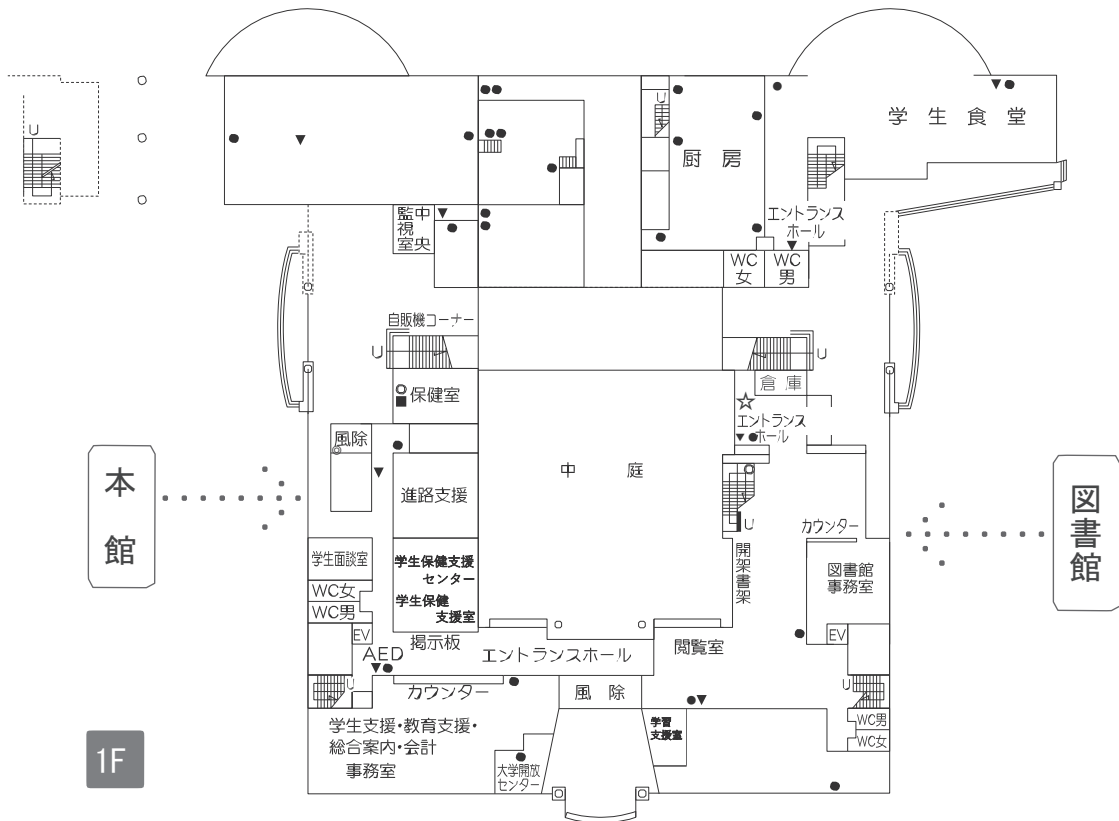 学生食堂
厨房
エントランス
ホール
中央
監視室
WC
女
WC
男
自販機コーナー
U
U
U
U
倉庫
保健室
☆
エントランス
ホール
風除
本館
進路支援
中庭
図書館
カウンター
U
開架書架
学生面談室
学生保健支援
センター
図書館
事務室
WC女
学生保健
支援室
WC男
EV
掲示板
EV
AED
エントランスホール
閲覧室
カウンター
風除
U
U
学生支援・教育支援・
総合案内・会計
事務室
学習
支援室
WC男
WC女
1F
大学開放
センター